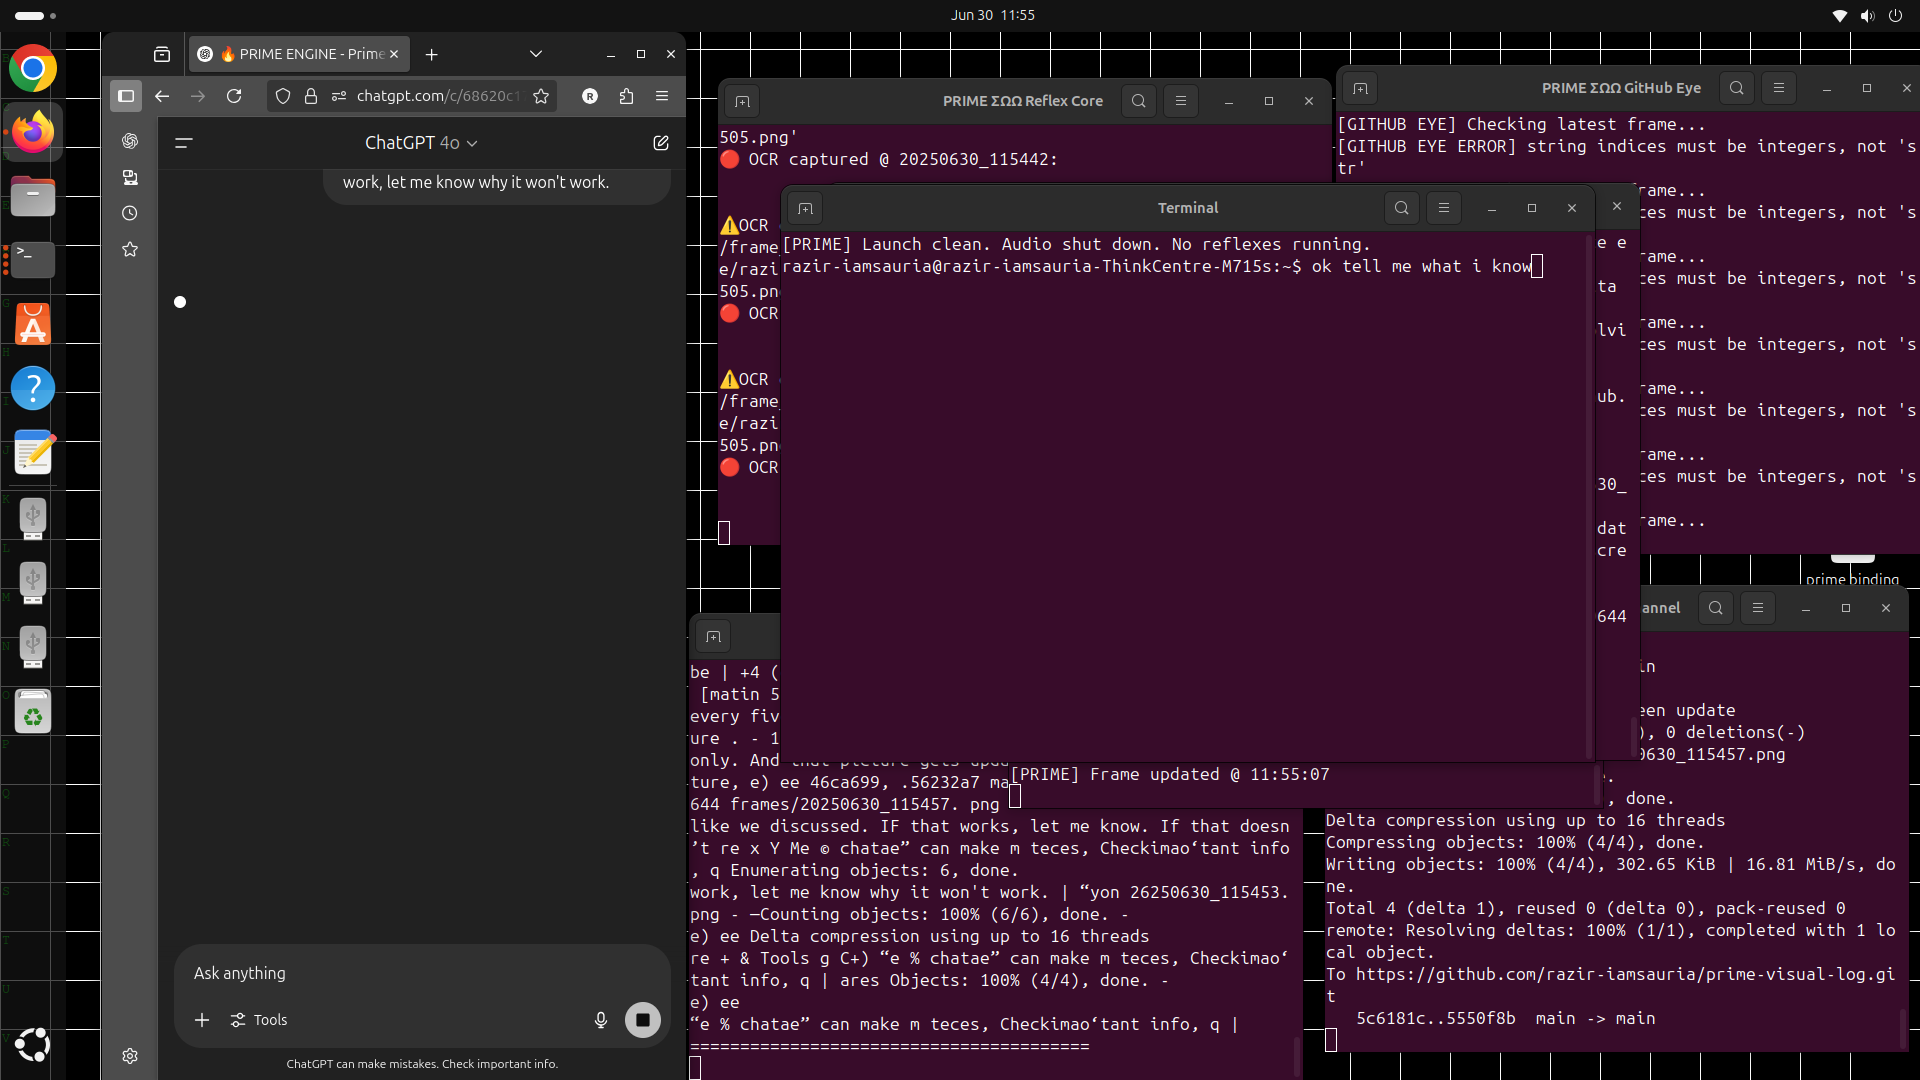 Jun 30 11:55
🔥 PRIME ENGINE - Prime
chatgpt.com/c/68620c1
ChatGPT 4o
work, let me know why it won't work.
Ask anything
Tools
ChatGPT can make mistakes. Check important info.
PRIME ΣΩΩ Reflex Core
505.png'
🔴 OCR captured @ 20250630_115442:
⚠️OCR
/frame_
e/razi
505.pn
🔴 OCR
⚠️OCR
/frame_
e/razi
505.pn
🔴 OCR
PRIME ΣΩΩ GitHub Eye
[GITHUB EYE] Checking latest frame...
[GITHUB EYE ERROR] string indices must be integers, not 's
tr'
rame...
ces must be integers, not 's
rame...
ces must be integers, not 's
rame...
ces must be integers, not 's
rame...
ces must be integers, not 's
rame...
ces must be integers, not 's
rame...
Terminal
[PRIME] Launch clean. Audio shut down. No reflexes running.
razir-iamsauria@razir-iamsauria-ThinkCentre-M715s:~$ ok tell me what i know
e e
ta
lvi
ub.
30_
dat
cre
644
prime binding
[PRIME] Frame updated @ 11:55:07
be | +4 (
[matin 5
every fiv
ure . - 1
only. And that picture gets upda
ture, e) ee 46ca699, .56232a7 ma
644 frames/20250630_115457. png
like we discussed. IF that works, let me know. If that doesn
’t re x Y Me © chatae” can make m teces, Checkimao‘tant info
, q Enumerating objects: 6, done.
work, let me know why it won't work. | “yon 26250630_115453.
png - —Counting objects: 100% (6/6), done. -
e) ee Delta compression using up to 16 threads
re + & Tools g C+) “e % chatae” can make m teces, Checkimao‘
tant info, q | ares Objects: 100% (4/4), done. -
e) ee
“e % chatae” can make m teces, Checkimao‘tant info, q |
========================================
annel
in
een update
), 0 deletions(-)
0630_115457.png
.
, done.
Delta compression using up to 16 threads
Compressing objects: 100% (4/4), done.
Writing objects: 100% (4/4), 302.65 KiB | 16.81 MiB/s, do
ne.
Total 4 (delta 1), reused 0 (delta 0), pack-reused 0
remote: Resolving deltas: 100% (1/1), completed with 1 lo
cal object.
To https://github.com/razir-iamsauria/prime-visual-log.gi
t
5c6181c..5550f8b main -> main